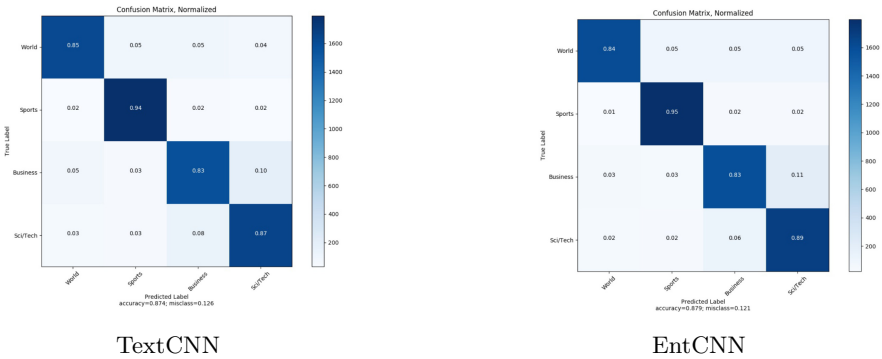 Confusion Matrix, Normalized
True Label
World
0.85 0.05 0.05 0.04
Sports
0.02 0.94 0.02 0.02
Business
0.05 0.03 0.83 0.10
Sci/Tech
0.03 0.03 0.08 0.87
World Sports Business Sci/Tech
Predicted Label
accuracy=0.874; misclass=0.126
1600
1400
1200
1000
800
600
400
200
TextCNN
Confusion Matrix, Normalized
True Label
World
0.84 0.05 0.05 0.05
Sports
0.01 0.95 0.02 0.02
Business
0.03 0.03 0.83 0.11
Sci/Tech
0.02 0.02 0.06 0.89
World Sports Business Sci/Tech
Predicted Label
accuracy=0.879; misclass=0.121
1600
1400
1200
1000
800
600
400
200
EntCNN